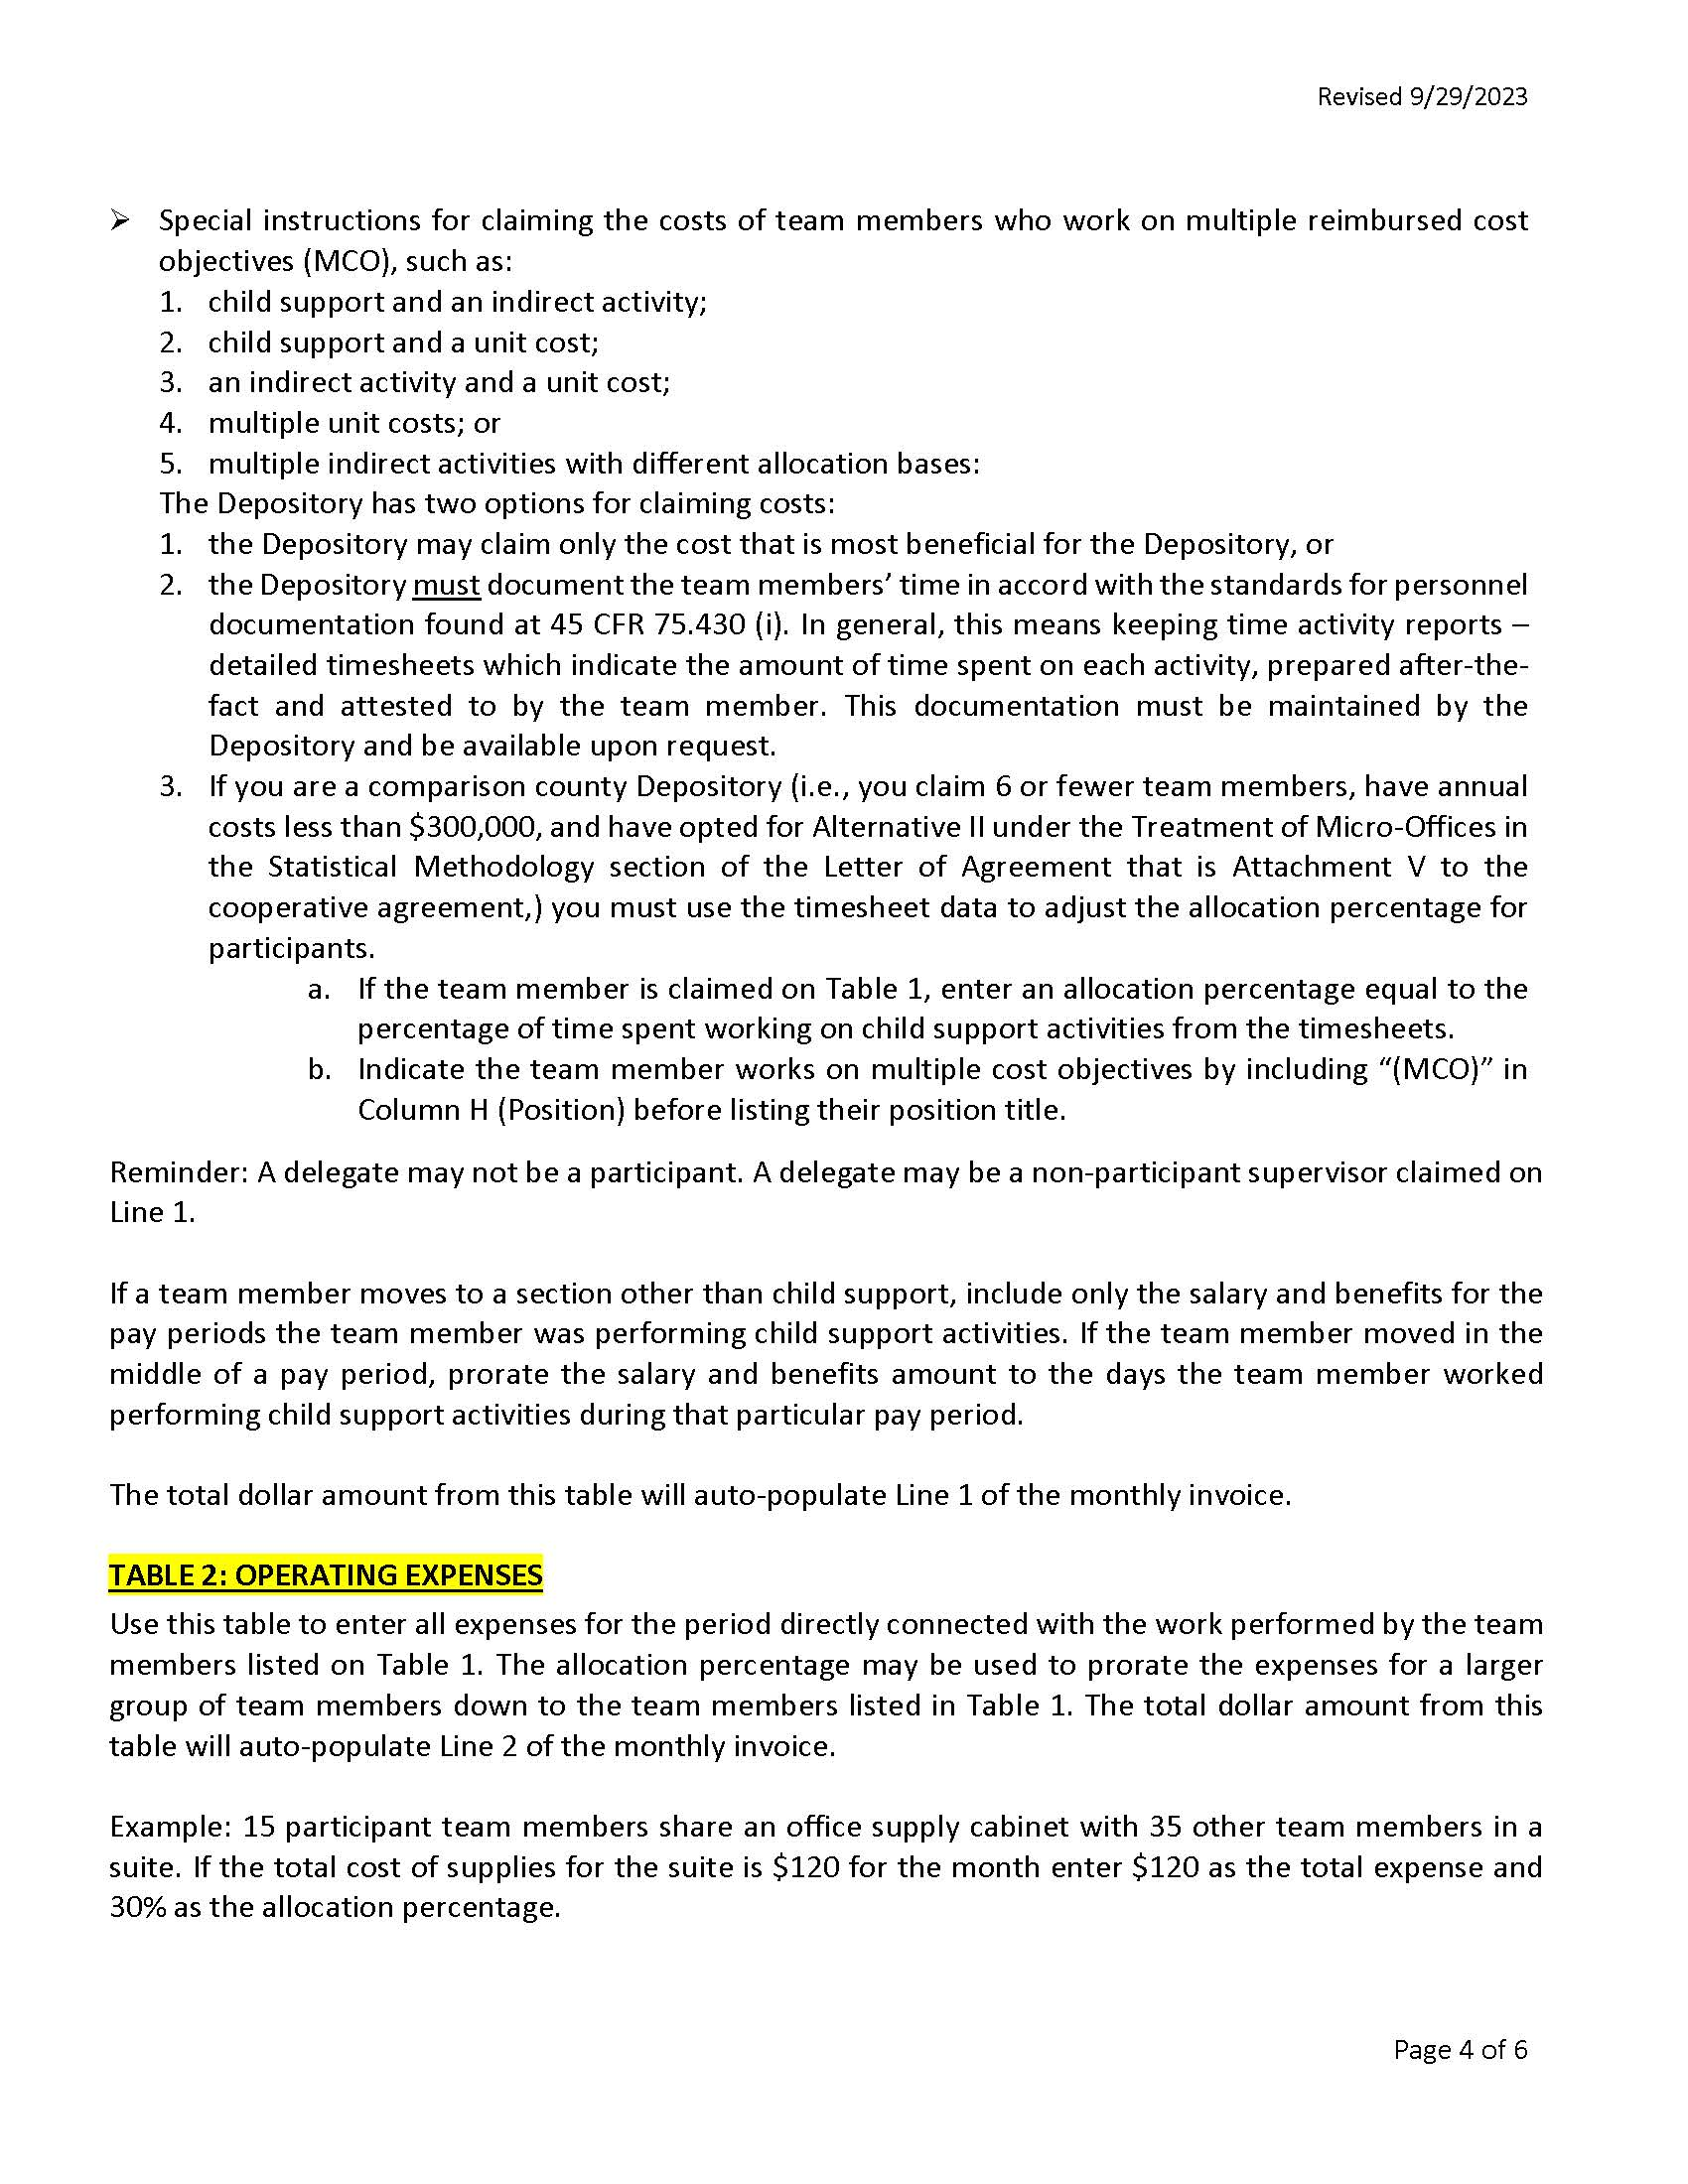 Revised 9/29/2023
➢ Special instructions for claiming the costs of team members who work on multiple reimbursed cost
objectives (MCO), such as:
1. child support and an indirect activity;
2. child support and a unit cost;
3. an indirect activity and a unit cost;
4. multiple unit costs; or
5. multiple indirect activities with different allocation bases:
The Depository has two options for claiming costs:
1. the Depository may claim only the cost that is most beneficial for the Depository, or
2. the Depository must document the team members’ time in accord with the standards for personnel
documentation found at 45 CFR 75.430 (i). In general, this means keeping time activity reports –
detailed timesheets which indicate the amount of time spent on each activity, prepared after-the-
fact and attested to by the team member. This documentation must be maintained by the
Depository and be available upon request.
3. If you are a comparison county Depository (i.e., you claim 6 or fewer team members, have annual
costs less than $300,000, and have opted for Alternative II under the Treatment of Micro-Offices in
the Statistical Methodology section of the Letter of Agreement that is Attachment V to the
cooperative agreement,) you must use the timesheet data to adjust the allocation percentage for
participants.
a. If the team member is claimed on Table 1, enter an allocation percentage equal to the
percentage of time spent working on child support activities from the timesheets.
b. Indicate the team member works on multiple cost objectives by including “(MCO)” in
Column H (Position) before listing their position title.
Reminder: A delegate may not be a participant. A delegate may be a non-participant supervisor claimed on
Line 1.
If a team member moves to a section other than child support, include only the salary and benefits for the
pay periods the team member was performing child support activities. If the team member moved in the
middle of a pay period, prorate the salary and benefits amount to the days the team member worked
performing child support activities during that particular pay period.
The total dollar amount from this table will auto-populate Line 1 of the monthly invoice.
TABLE 2: OPERATING EXPENSES
Use this table to enter all expenses for the period directly connected with the work performed by the team
members listed on Table 1. The allocation percentage may be used to prorate the expenses for a larger
group of team members down to the team members listed in Table 1. The total dollar amount from this
table will auto-populate Line 2 of the monthly invoice.
Example: 15 participant team members share an office supply cabinet with 35 other team members in a
suite. If the total cost of supplies for the suite is $120 for the month enter $120 as the total expense and
30% as the allocation percentage.
Page 4 of 6